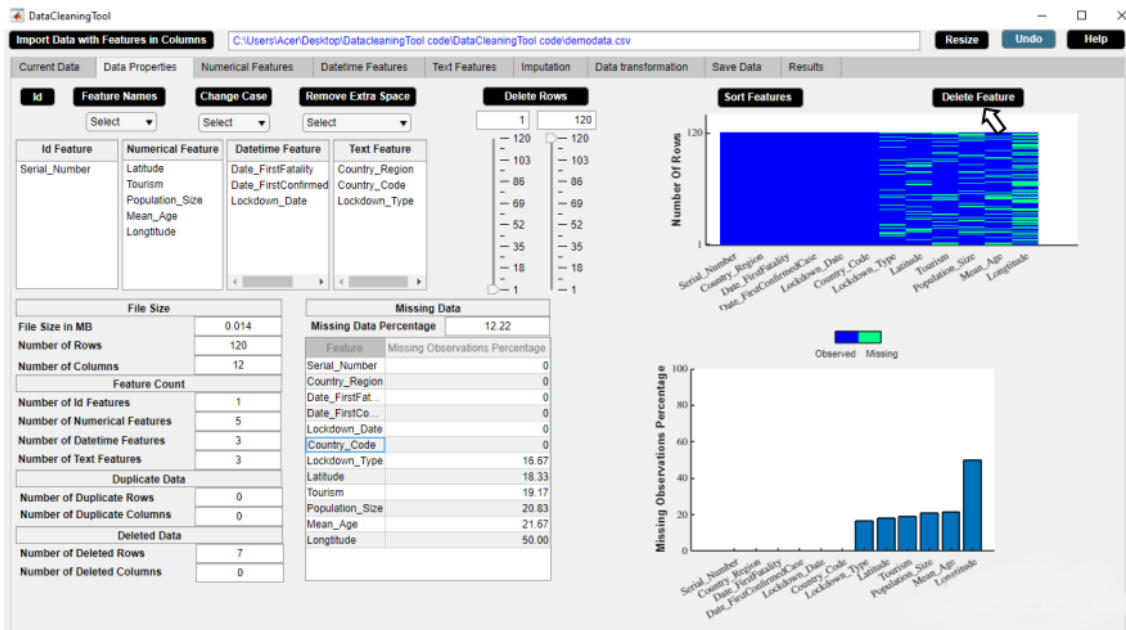 DataCleaningTool
Import Data with Features in Columns C:\Users\Acer\Desktop\DatacleaningTool code\DataCleaningTool code\demodata.csv Resize Undo Help
Current Data Data Properties Numerical Features Datetime Features Text Features Imputation Data transformation Save Data Results
Id Feature Names Change Case Remove Extra Space Delete Rows Sort Features Delete Feature
Select Select Select 1 120
Id Feature Numerical Feature Datetime Feature Text Feature
Serial_Number Latitude Date_FirstFatality Country_Region
Tourism Date_FirstConfirmed Country_Code
Population_Size Lockdown_Date Lockdown_Type
Mean_Age
Longtitude
120 120
103 103
86 86
69 69
52 52
35 35
18 18
1 1
Number Of Rows
120
1
Serial_Number Country_Region Date_FirstFatality Date_FirstConfirmedCase Lockdown_Date Country_Code Lockdown_Type Latitude Tourism Population_Size Mean_Age Longtitude
Observed Missing
File Size
File Size in MB 0.014
Number of Rows 120
Number of Columns 12
Feature Count
Number of Id Features 1
Number of Numerical Features 5
Number of Datetime Features 3
Number of Text Features 3
Duplicate Data
Number of Duplicate Rows 0
Number of Duplicate Columns 0
Deleted Data
Number of Deleted Rows 7
Number of Deleted Columns 0
Missing Data
Missing Data Percentage 12.22
Feature Missing Observations Percentage
Serial_Number 0
Country_Region 0
Date_FirstFat... 0
Date_FirstCo... 0
Lockdown_Date 0
Country_Code 0
Lockdown_Type 16.67
Latitude 18.33
Tourism 19.17
Population_Size 20.83
Mean_Age 21.67
Longtitude 50.00
Missing Observations Percentage
100
80
60
40
20
0
Serial_Number Country_Region Date_FirstFatality Date_FirstConfirmedCase Lockdown_Date Country_Code Lockdown_Type Latitude Tourism Population_Size Mean_Age Longtitude